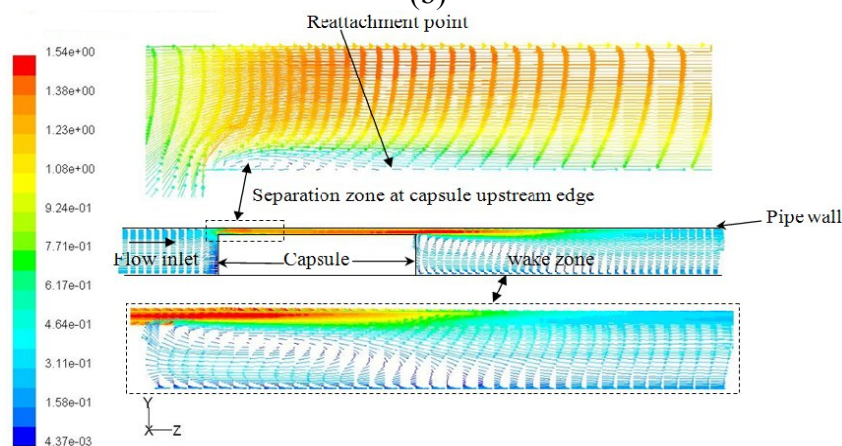 (b)
Reattachment point
1.54e+00
1.38e+00
1.23e+00
1.08e+00
9.24e-01
7.71e-01
6.17e-01
4.64e-01
3.11e-01
1.58e-01
4.37e-03
Separation zone at capsule upstream edge
Pipe wall
Flow inlet
Capsule
wake zone
Y
X
Z